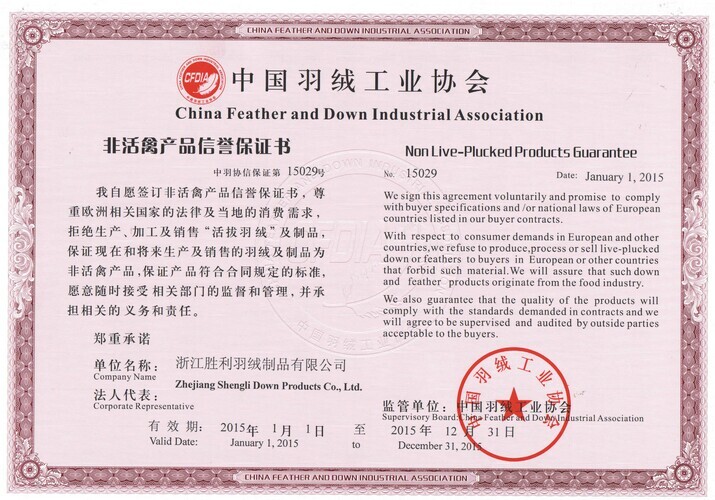 CHINA FEATHER AND DOWN INDUSTRIAL ASSOCIATION
CFDIA
中国羽绒工业协会
China Feather and Down Industrial Association
非活禽产品信誉保证书
中羽协信保证第 15029号
我自愿签订非活禽产品信誉保证书，尊
重欧洲相关国家的法律及当地的消费需求，
拒绝生产、加工及销售“活拔羽绒”及制品，
保证现在和将来生产及销售的羽绒及制品为
非活禽产品，保证产品符合合同规定的标准，
愿意随时接受相关部门的监督和管理，并承
担相关的义务和责任。
郑重承诺
Non Live-Plucked Products Guarantee
No. 15029 Date: January 1, 2015
We sign this agreement voluntarily and promise to comply
with buyer specifications and /or national laws of European
countries listed in our buyer contracts.
With respect to consumer demands in European and other
countries,we refuse to produce,process or sell live-plucked
down or feathers to buyers in European or other countries
that forbid such material.We will assure that such down
and feather products originate from the food industry.
We also guarantee that the quality of the products will
comply with the standards demanded in contracts and we
will agree to be supervised and audited by outside parties
acceptable to the buyers.
单位名称： 浙江胜利羽绒制品有限公司
Company Name Zhejiang Shengli Down Products Co., Ltd.
法人代表：
Corporate Representative
监管单位：中国羽绒工业协会
Supervisory Board:China Feather and Down Industrial Association
中国羽绒工业协会
有效期： 2015年 1月 1日 至 2015年 12月 31日
Valid Date: January 1, 2015 to December 31, 2015
CHINA FEATHER AND DOWN INDUSTRIAL ASSOCIATION